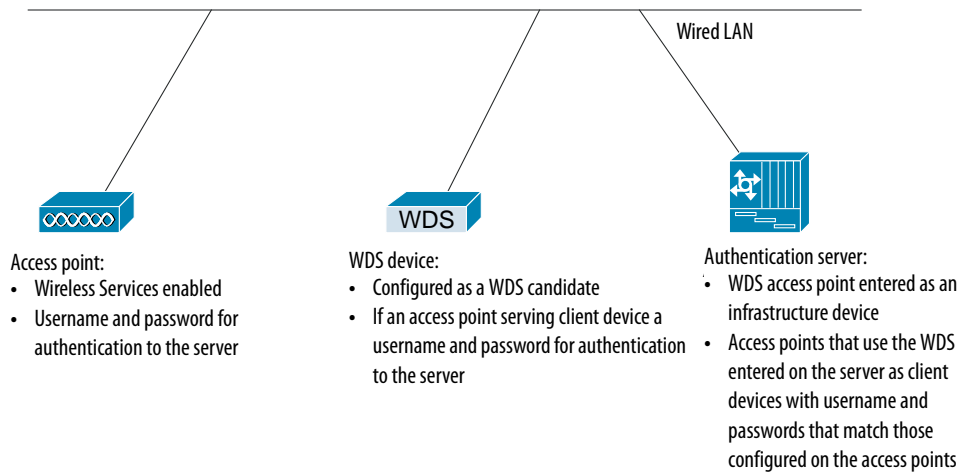 Wired LAN
WDS
Access point:
• Wireless Services enabled
• Username and password for
authentication to the server
WDS device:
• Configured as a WDS candidate
• If an access point serving client device a
username and password for authentication
to the server
Authentication server:
• WDS access point entered as an
infrastructure device
• Access points that use the WDS
entered on the server as client
devices with username and
passwords that match those
configured on the access points